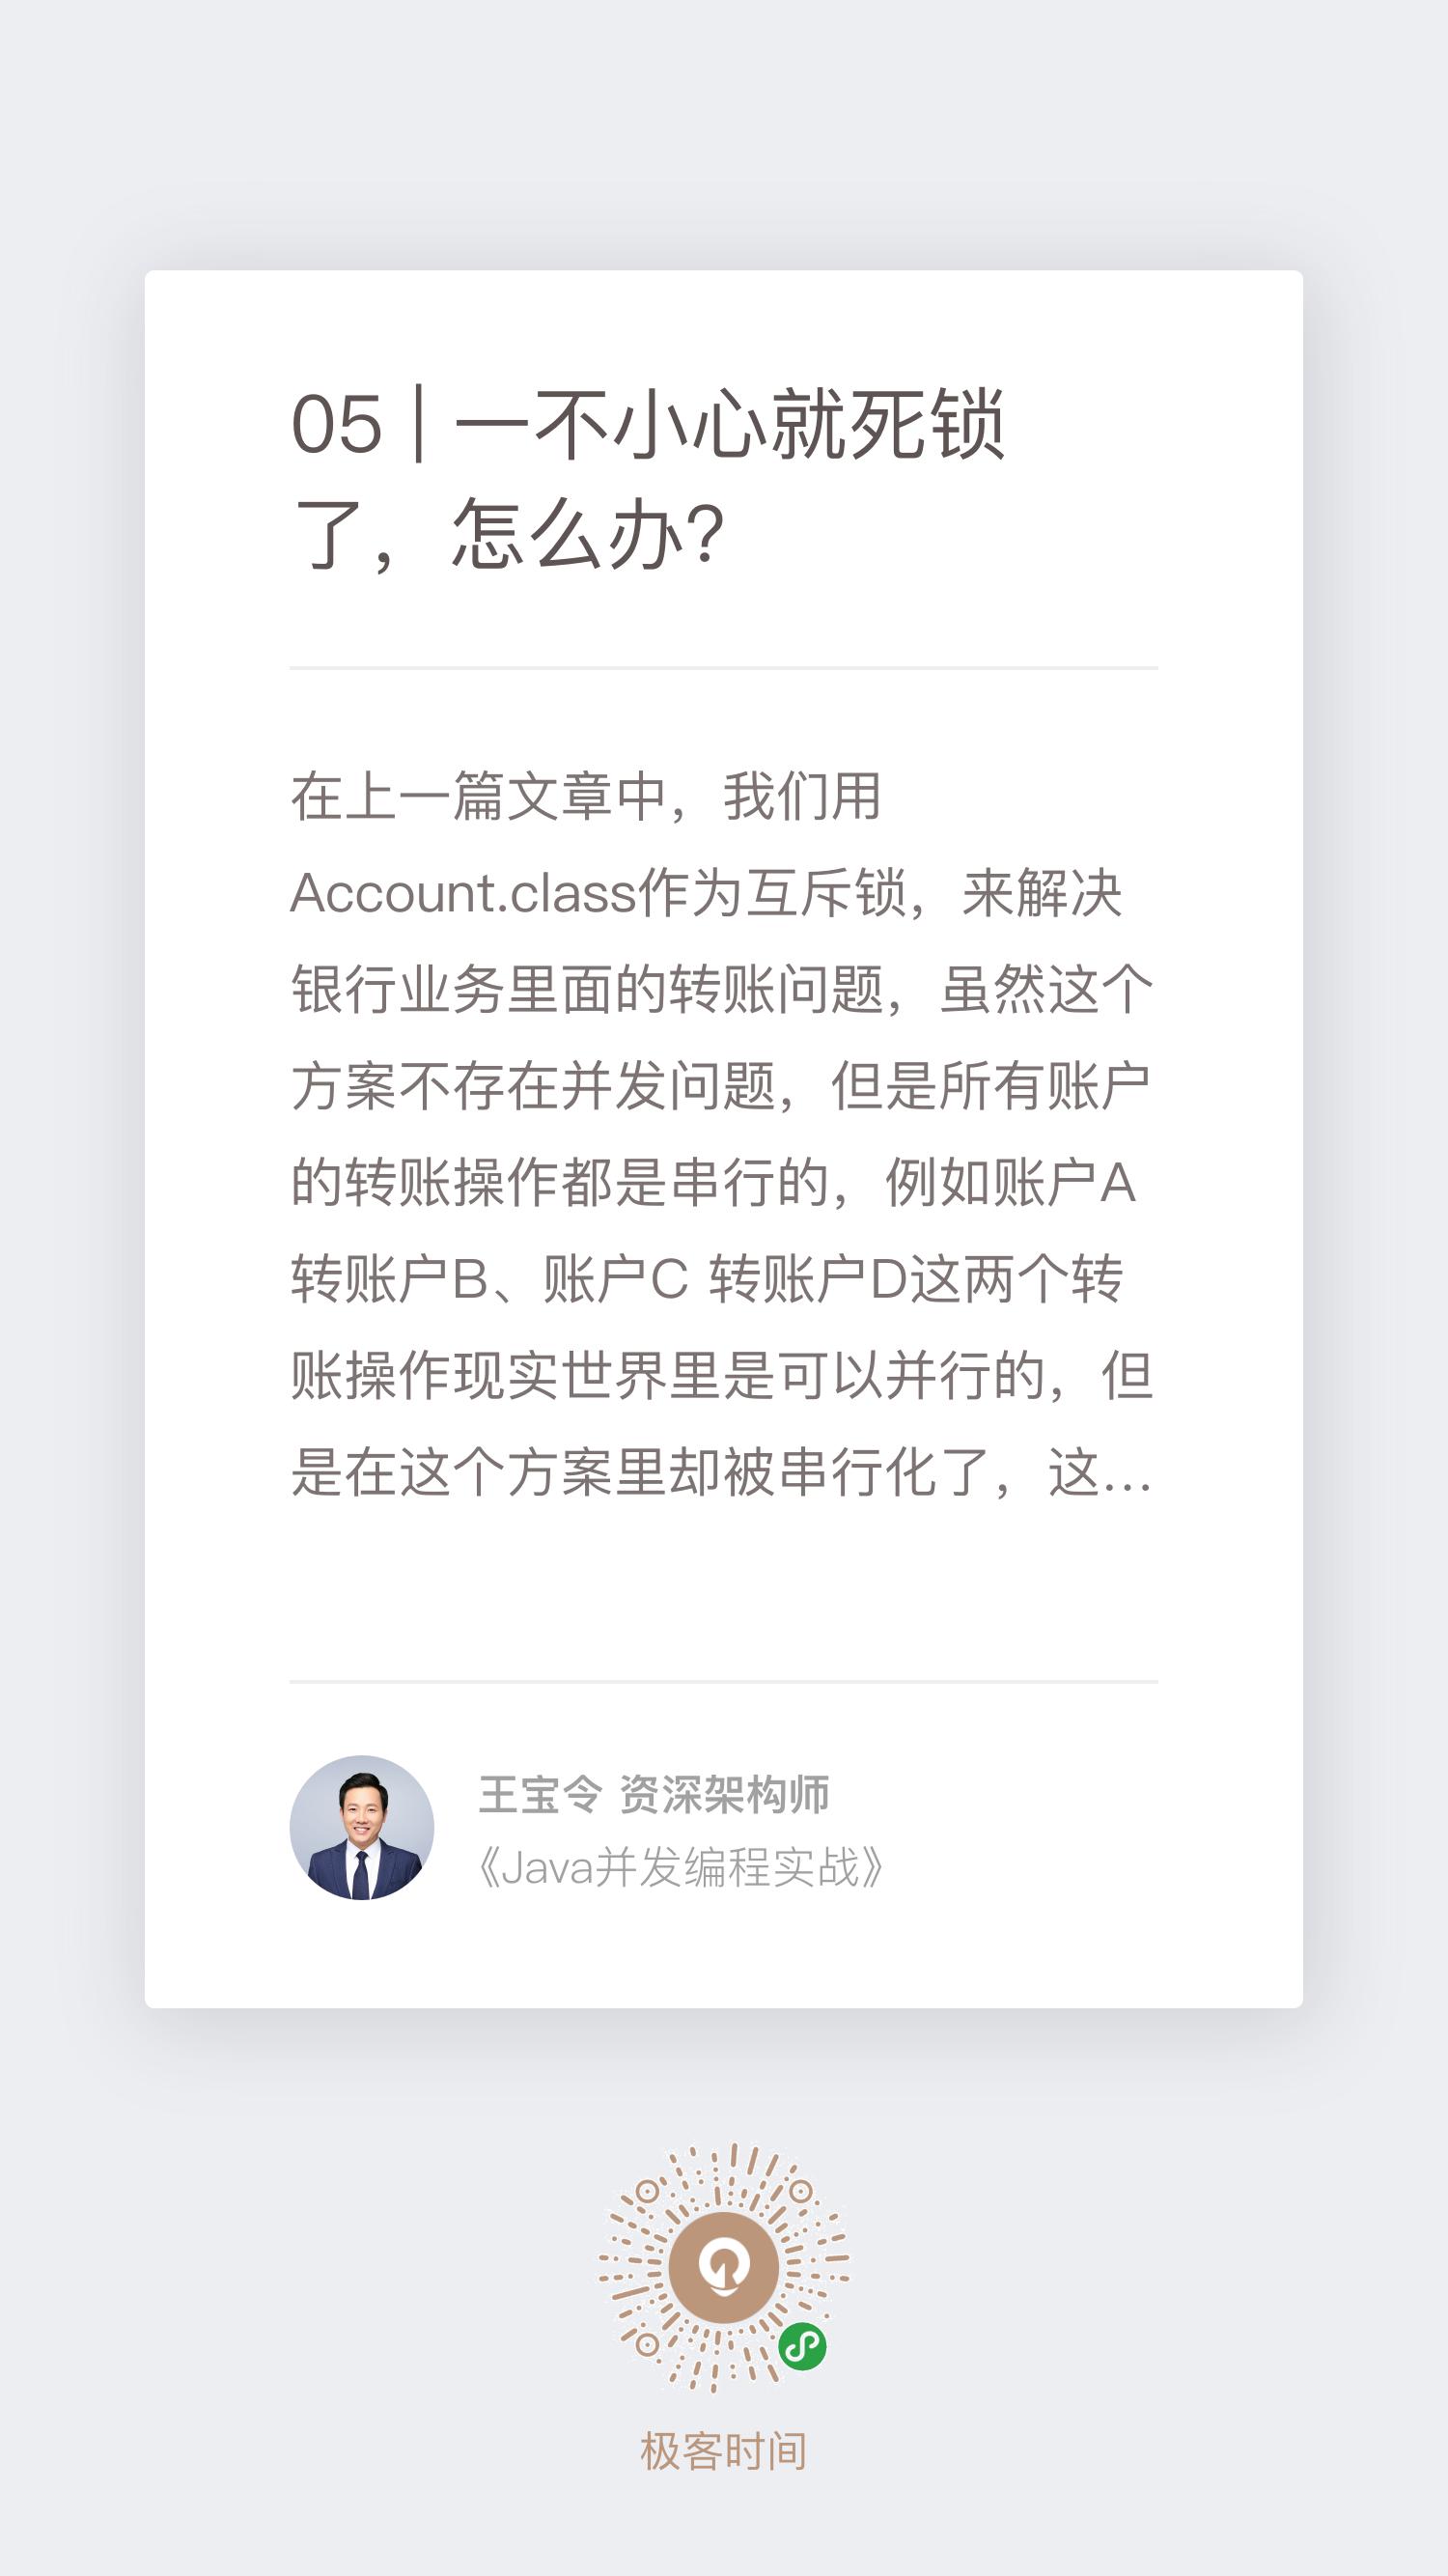 05 | 一不小心就死锁
了，怎么办?
在上一篇文章中，我们用
Account.class作为互斥锁，来解决
银行业务里面的转账问题，虽然这个
方案不存在并发问题，但是所有账户
的转账操作都是串行的，例如账户A
转账户B、账户C 转账户D这两个转
账操作现实世界里是可以并行的，但
是在这个方案里却被串行化了，这...
王宝令 资深架构师
《Java并发编程实战》
极客时间